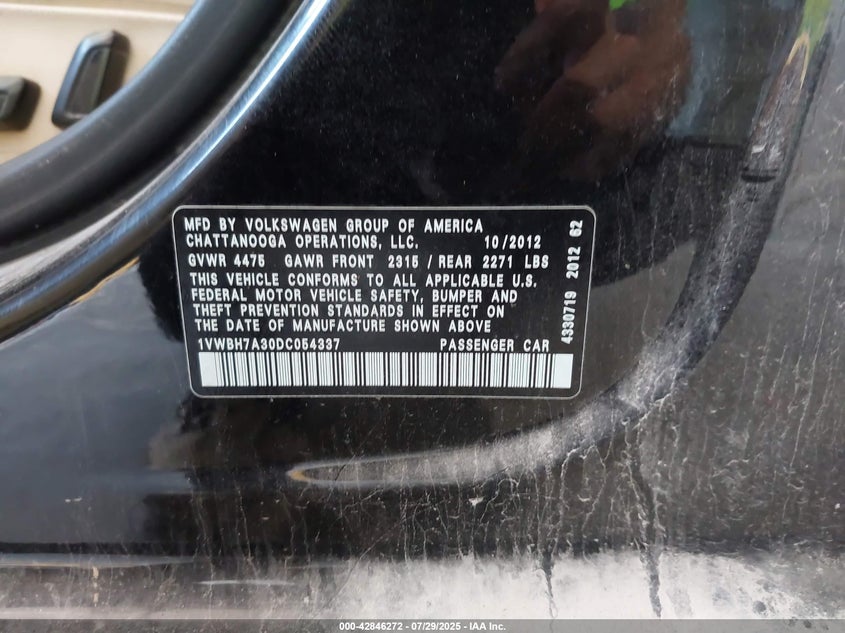 MFD BY VOLKSWAGEN GROUP OF AMERICA
CHATTANOOGA OPERATIONS, LLC. 10/2012
GVWR 4475 GAWR FRONT 2315 / REAR 2271 LBS
THIS VEHICLE CONFORMS TO ALL APPLICABLE U.S.
FEDERAL MOTOR VEHICLE SAFETY, BUMPER AND
THEFT PREVENTION STANDARDS IN EFFECT ON
THE DATE OF MANUFACTURE SHOWN ABOVE
1VWBH7A30DC054337 PASSENGER CAR
4330719 2012 62
000-42846272 - 07/29/2025 - IAA Inc.